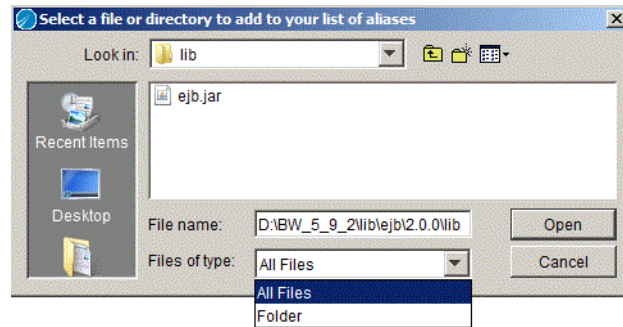 Select a file or directory to add to your list of aliases
Look in: lib
ejb.jar
Recent Items
Desktop
File name: D:\BW_5_9_2\lib\ejb\2.0.0\lib Open
Files of type: All Files Cancel
All Files
Folder